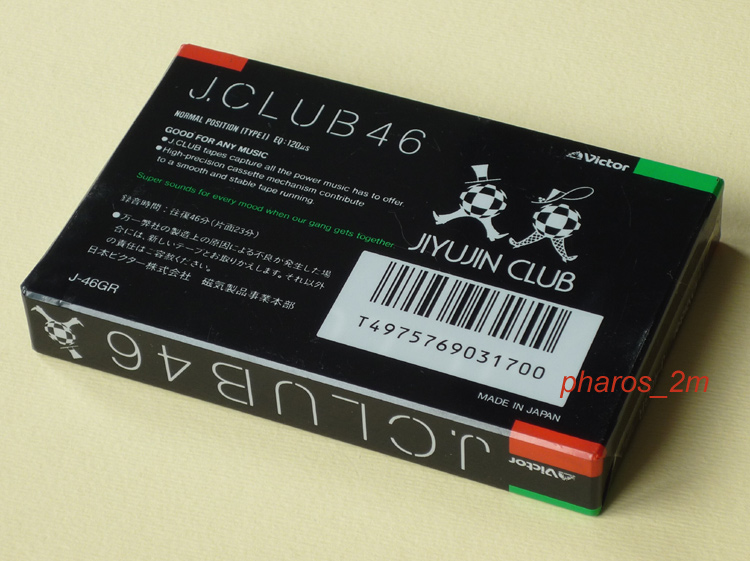 J.CLUB46
NORMAL POSITION [TYPE I] EQ:120μs
GOOD FOR ANY MUSIC
●J.CLUB tapes capture all the power music has to offer
●High-precision cassette mechanism contribute
to a smooth and stable tape running.
Super sounds for every mood when our gang gets together
録音時間：往復46分(片面23分)
●万一弊社の製造上の原因による不良が発生した場
合には、新しいテープとお取りかえします。それ以外
の責任はご容赦ください。
日本ビクター株式会社 磁気製品事業本部
J-46GR
Victor
JIYUJIN CLUB
T4975769031700
MADE IN JAPAN
pharos_2m
J.CLUB46
Victor